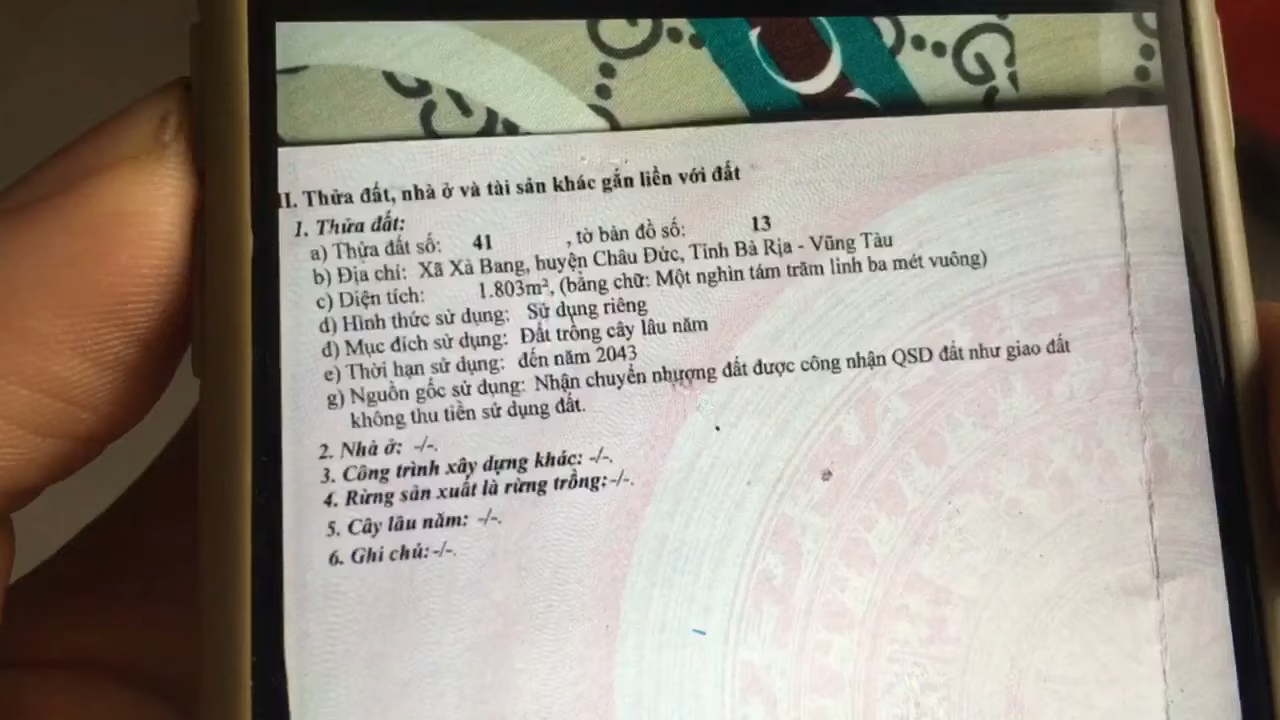 II. Thửa đất, nhà ở và tài sản khác gắn liền với đất
1. Thửa đất:
a) Thửa đất số: 41 , tờ bản đồ số: 13
b) Địa chỉ: Xã Xà Bang, huyện Châu Đức, Tỉnh Bà Rịa - Vũng Tàu
c) Diện tích: 1.803m², (bằng chữ: Một nghìn tám trăm linh ba mét vuông)
d) Hình thức sử dụng: Sử dụng riêng
đ) Mục đích sử dụng: Đất trồng cây lâu năm
e) Thời hạn sử dụng: đến năm 2043
g) Nguồn gốc sử dụng: Nhận chuyển nhượng đất được công nhận QSD đất như giao đất
không thu tiền sử dụng đất.
2. Nhà ở: -/-.
3. Công trình xây dựng khác: -/-.
4. Rừng sản xuất là rừng trồng:-/-.
5. Cây lâu năm: -/-.
6. Ghi chú:-/-.